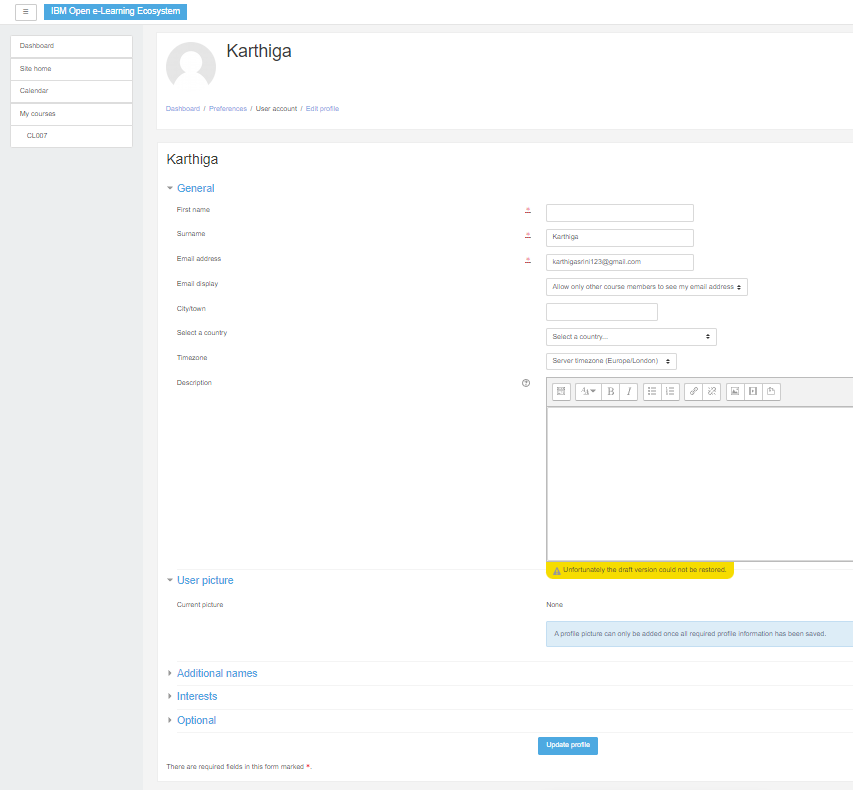 IBM Open e-Learning Ecosystem
Dashboard
Site home
Calendar
My courses
CL007
Karthiga
Dashboard / Preferences / User account / Edit profile
Karthiga
General
First name
Surname
Karthiga
Email address
karthigasrini123@gmail.com
Email display
Allow only other course members to see my email address
City/town
Select a country
Select a country...
Timezone
Server timezone (Europe/London)
Description
B I
Unfortunately the draft version could not be restored.
User picture
Current picture
None
A profile picture can only be added once all required profile information has been saved.
Additional names
Interests
Optional
Update profile
There are required fields in this form marked *.